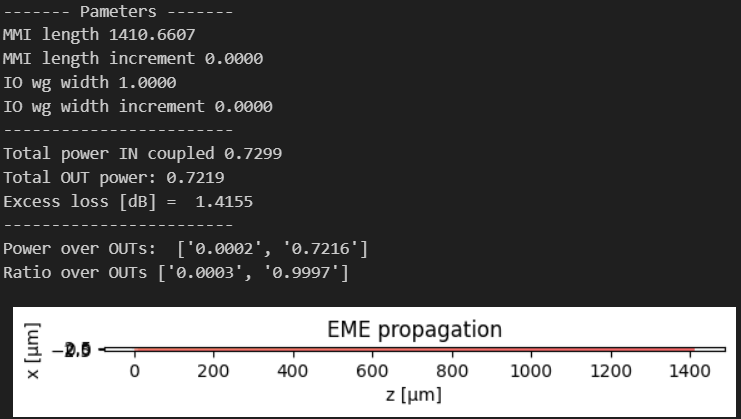 ------- Pameters -------
MMI length 1410.6607
MMI length increment 0.0000
IO wg width 1.0000
IO wg width increment 0.0000
------------------------
Total power IN coupled 0.7299
Total OUT power: 0.7219
Excess loss [dB] =  1.4155
------------------------
Power over OUTs:  ['0.0002', '0.7216']
Ratio over OUTs ['0.0003', '0.9997']
EME propagation
x [µm]
0 200 400 600 800 1000 1200 1400
z [µm]